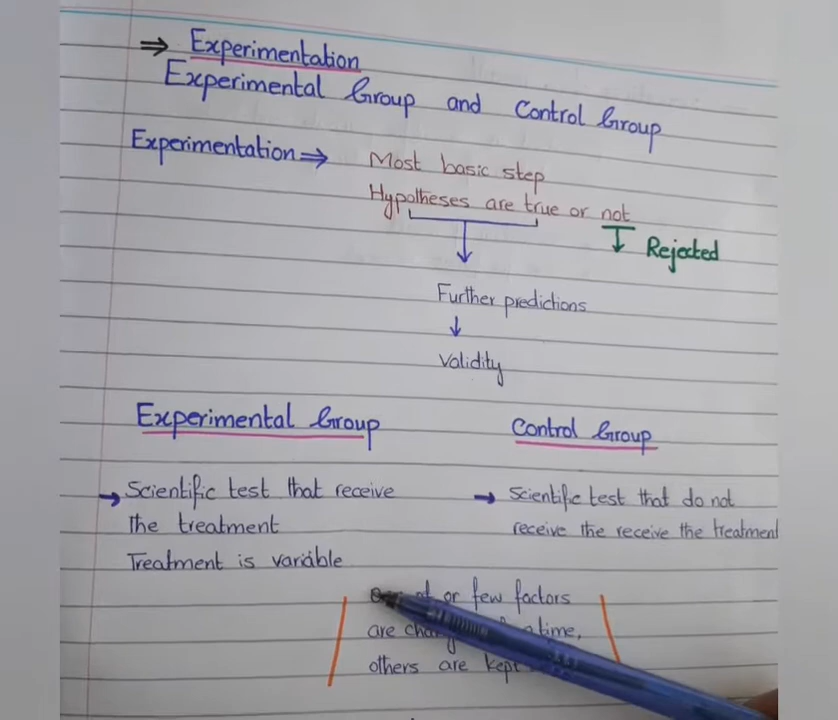 ⇒ Experimentation
Experimental Group and Control Group
Experimentation ⇒ Most basic step
Hypotheses are true or not
Rejected
Further predictions
Validity
Experimental Group
Control Group
→ Scientific test that receive
the treatment
Treatment is variable
→ Scientific test that do not
receive the receive the treatment
or few factors
are time,
others are kept